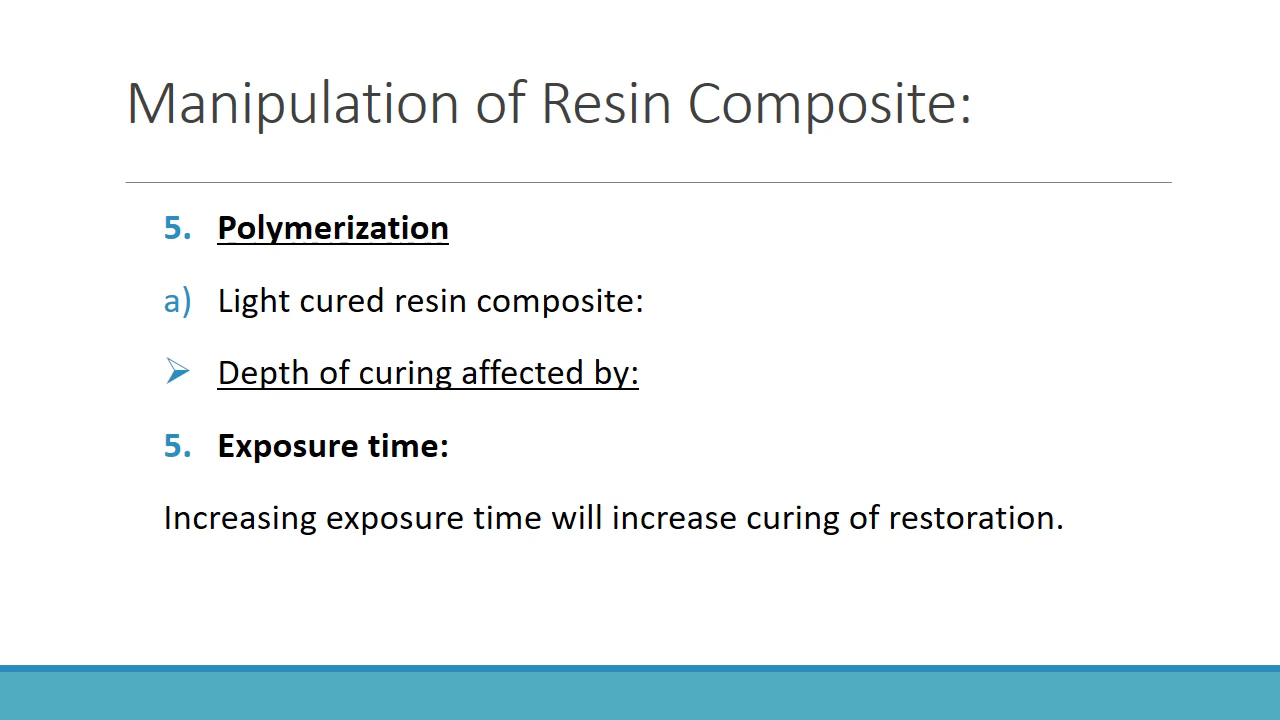 Manipulation of Resin Composite:
5. Polymerization
a) Light cured resin composite:
➢ Depth of curing affected by:
5. Exposure time:
Increasing exposure time will increase curing of restoration.